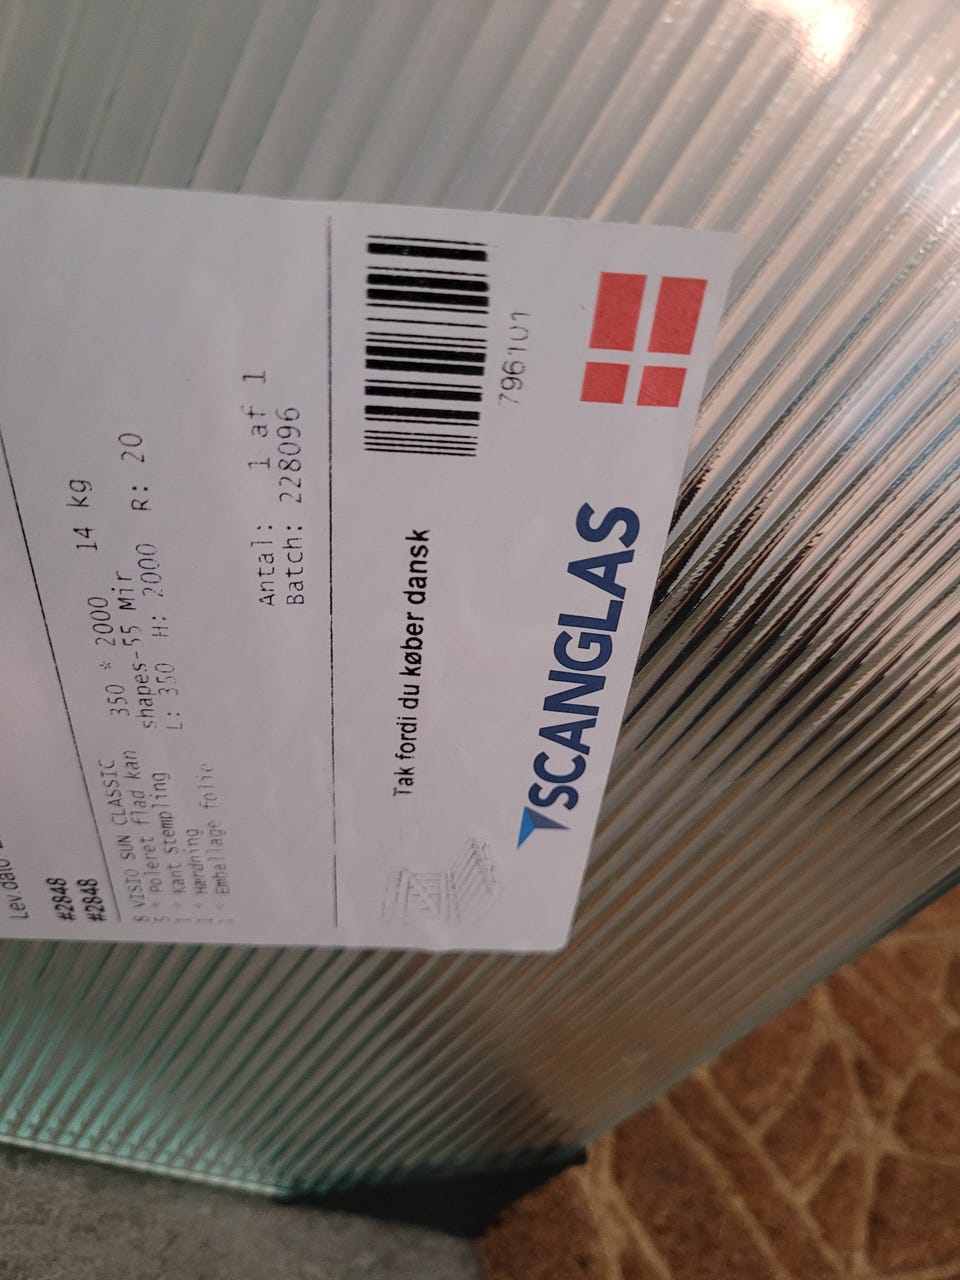 Lev.dato
#2848
#2848
8 VISIO SUN CLASSIC 350 * 2000 14 kg
5 * Poleret flad kan shapes-55 Mir
1 * Kant Stempling L: 350 H: 2000 R: 20
1 * Hærdning
1 * Emballage folie
Antal: 1 af 1
Batch: 228096
796101
Tak fordi du køber dansk
SCANGLAS